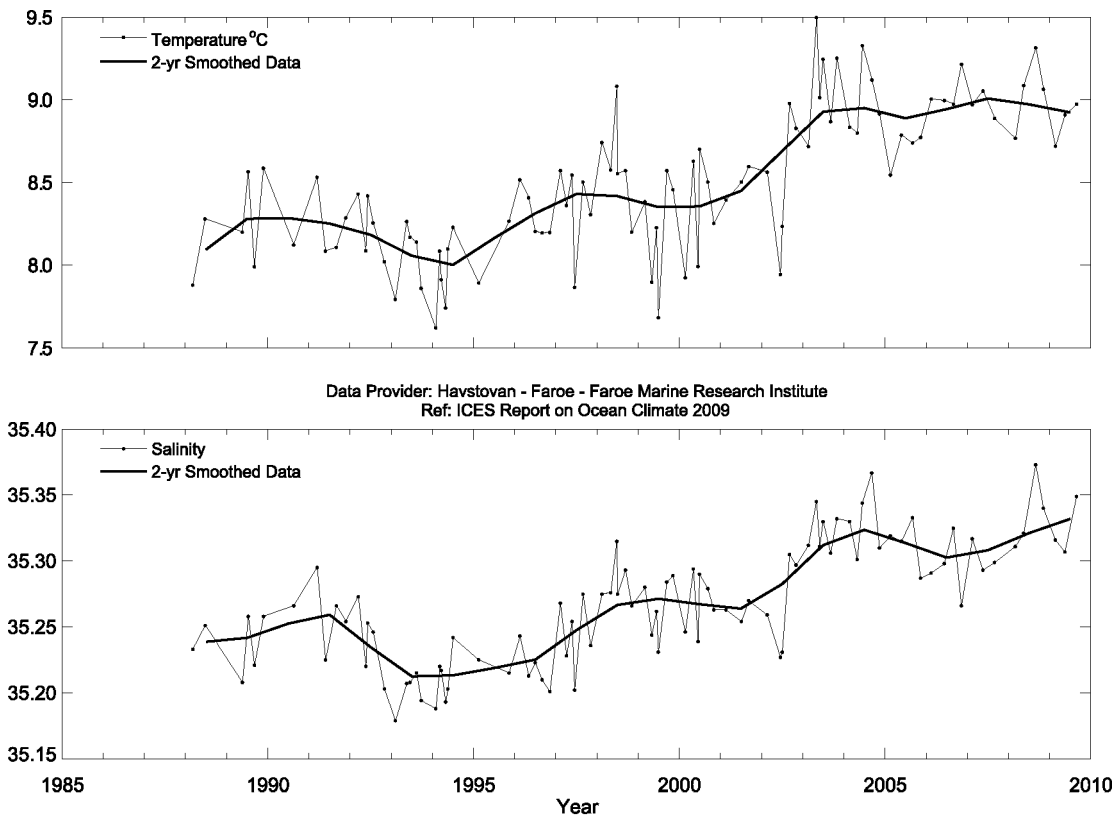 9.5
Temperature °C
2-yr Smoothed Data
9.0
8.5
8.0
7.5
Data Provider: Havstovan - Faroe - Faroe Marine Research Institute
Ref: ICES Report on Ocean Climate 2009
35.40
Salinity
2-yr Smoothed Data
35.35
35.30
35.25
35.20
35.15
1985 1990 1995 2000 2005 2010
Year